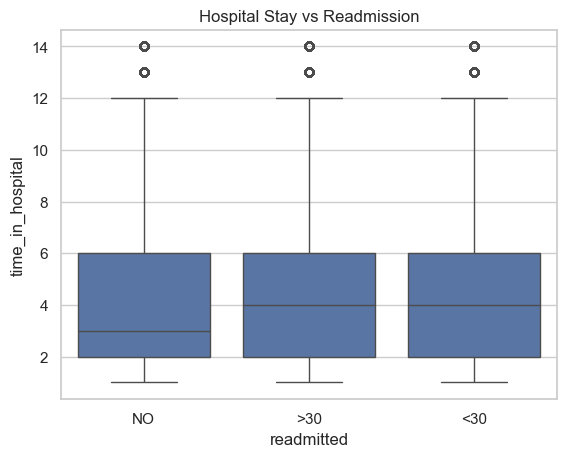 Hospital Stay vs Readmission
14
12
10
8
6
4
2
time_in_hospital
NO >30 <30
readmitted